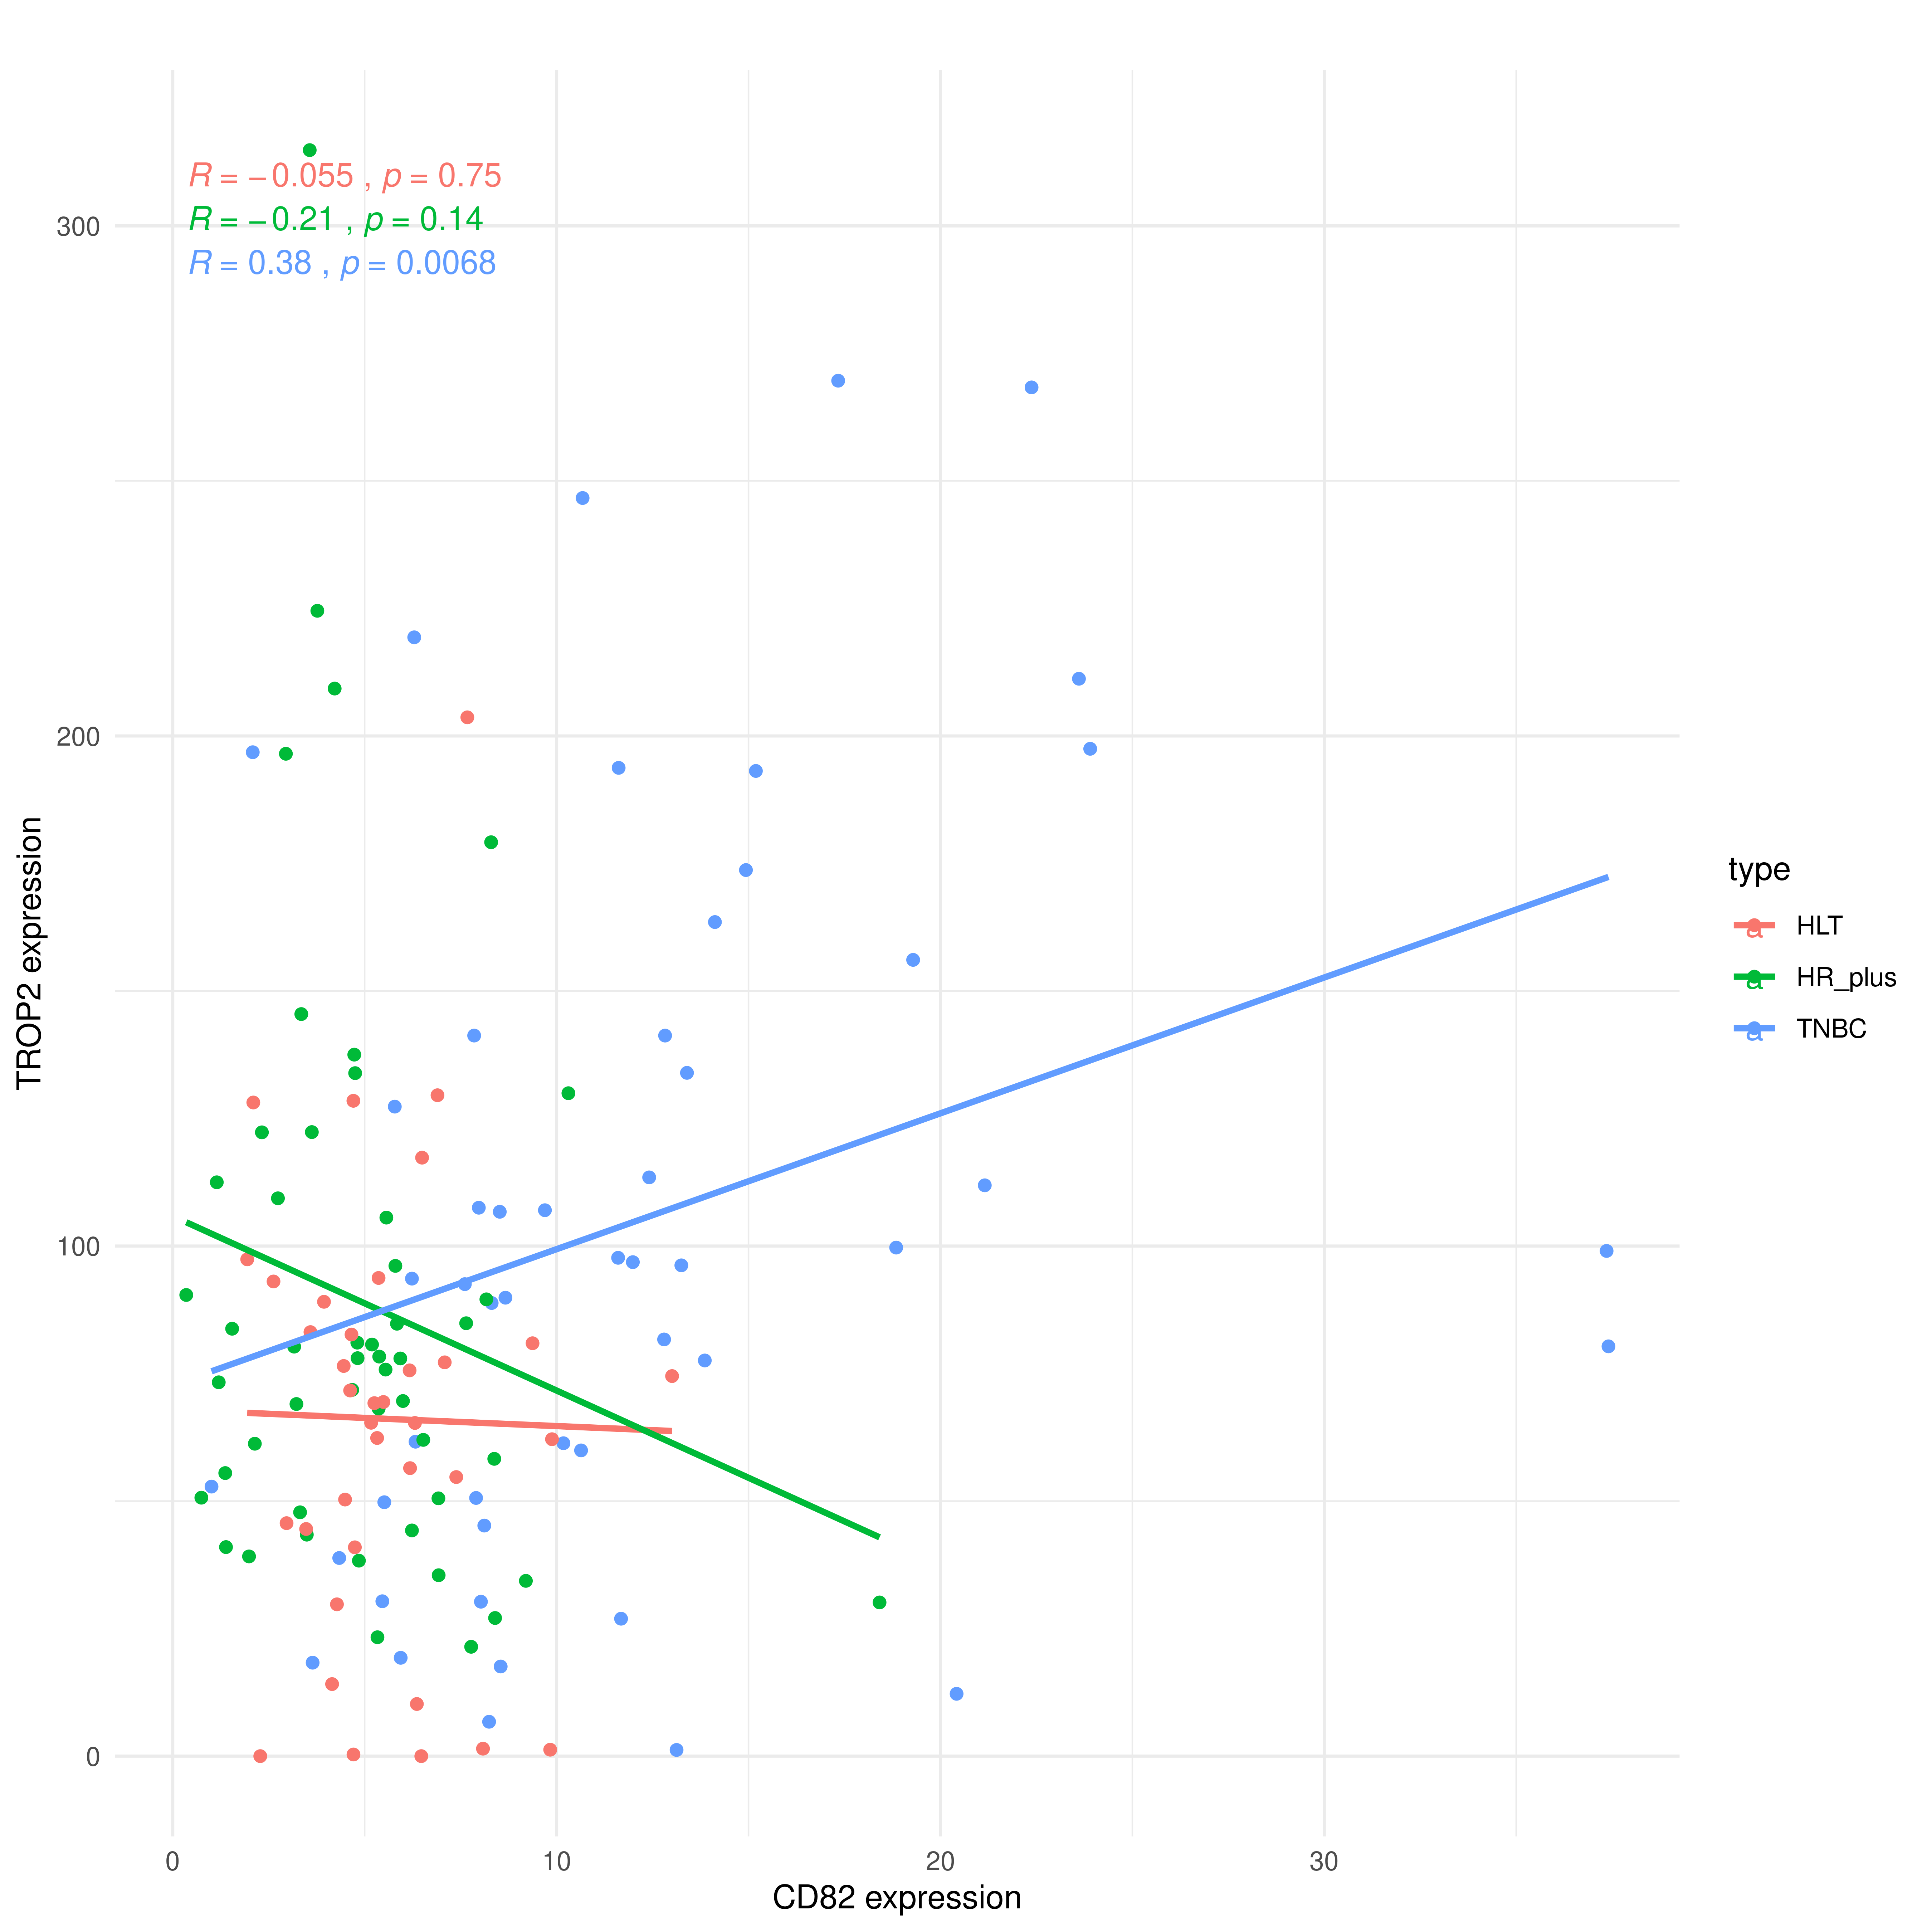 R = −0.055 , p = 0.75
R = −0.21 , p = 0.14
R = 0.38 , p = 0.0068
300
200
100
0
TROP2 expression
0 10 20 30
CD82 expression
type
a HLT
a HR_plus
a TNBC